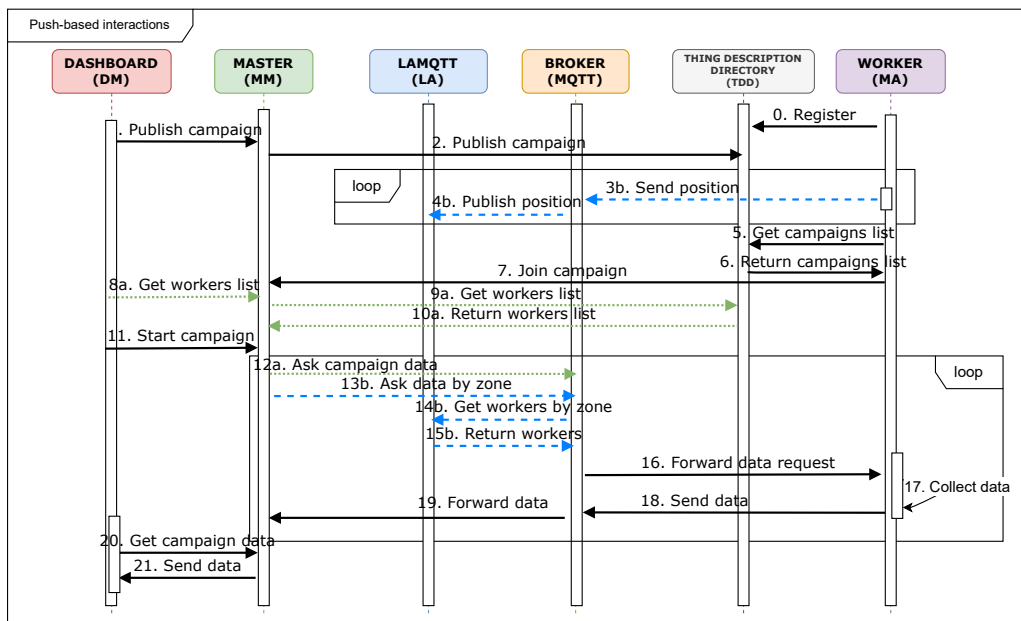 Push-based interactions
DASHBOARD
(DM)
MASTER
(MM)
LAMQTT
(LA)
BROKER
(MQTT)
THING DESCRIPTION
DIRECTORY
(TDD)
WORKER
(MA)
0. Register
. Publish campaign
2. Publish campaign
loop
3b. Send position
4b. Publish position
5. Get campaigns list
6. Return campaigns list
7. Join campaign
8a. Get workers list
9a. Get workers list
10a. Return workers list
11. Start campaign
loop
12a. Ask campaign data
13b. Ask data by zone
14b. Get workers by zone
15b. Return workers
16. Forward data request
17. Collect data
18. Send data
19. Forward data
20. Get campaign data
21. Send data